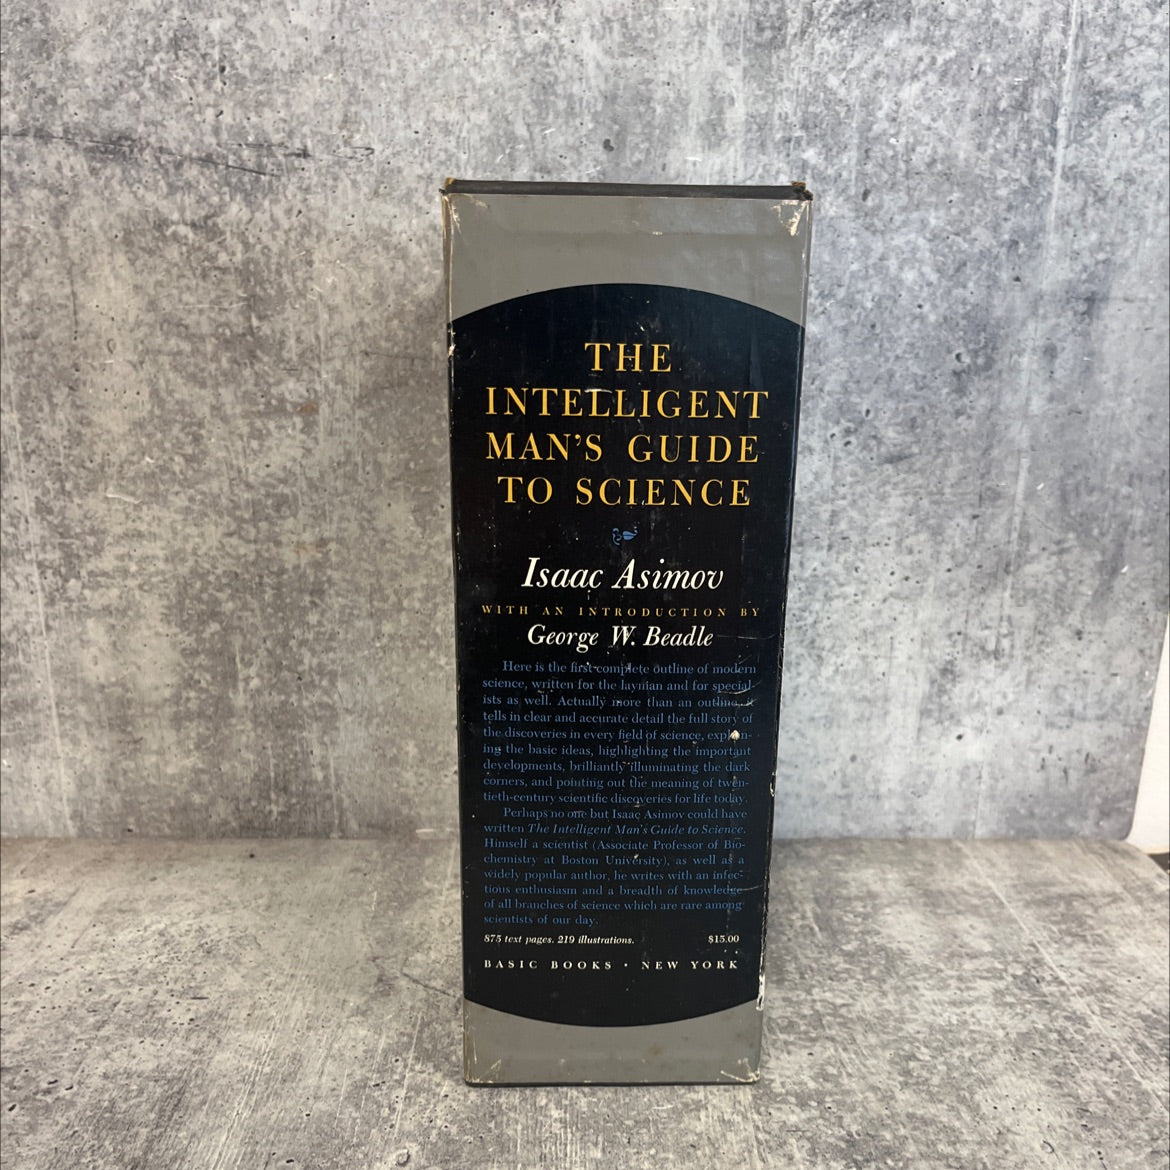 THE
INTELLIGENT
MAN'S GUIDE
TO SCIENCE
Isaac Asimov
WITH AN INTRODUCTION BY
George W. Beadle
Here is the first complete outline of modern
science, written for the layman and for special-
ists as well. Actually more than an outline, it
tells in clear and accurate detail the full story of
the discoveries in every field of science, explain-
ing the basic ideas, highlighting the important
developments, brilliantly illuminating the dark
corners, and pointing out the meaning of twen-
tieth-century scientific discoveries for life today.
Perhaps no one but Isaac Asimov could have
written The Intelligent Man's Guide to Science.
Himself a scientist (Associate Professor of Bio-
chemistry at Boston University), as well as a
widely popular author, he writes with an infec-
tious enthusiasm and a breadth of knowledge
of all branches of science which are rare among
scientists of our day.
875 text pages. 219 illustrations. $15.00
BASIC BOOKS · NEW YORK